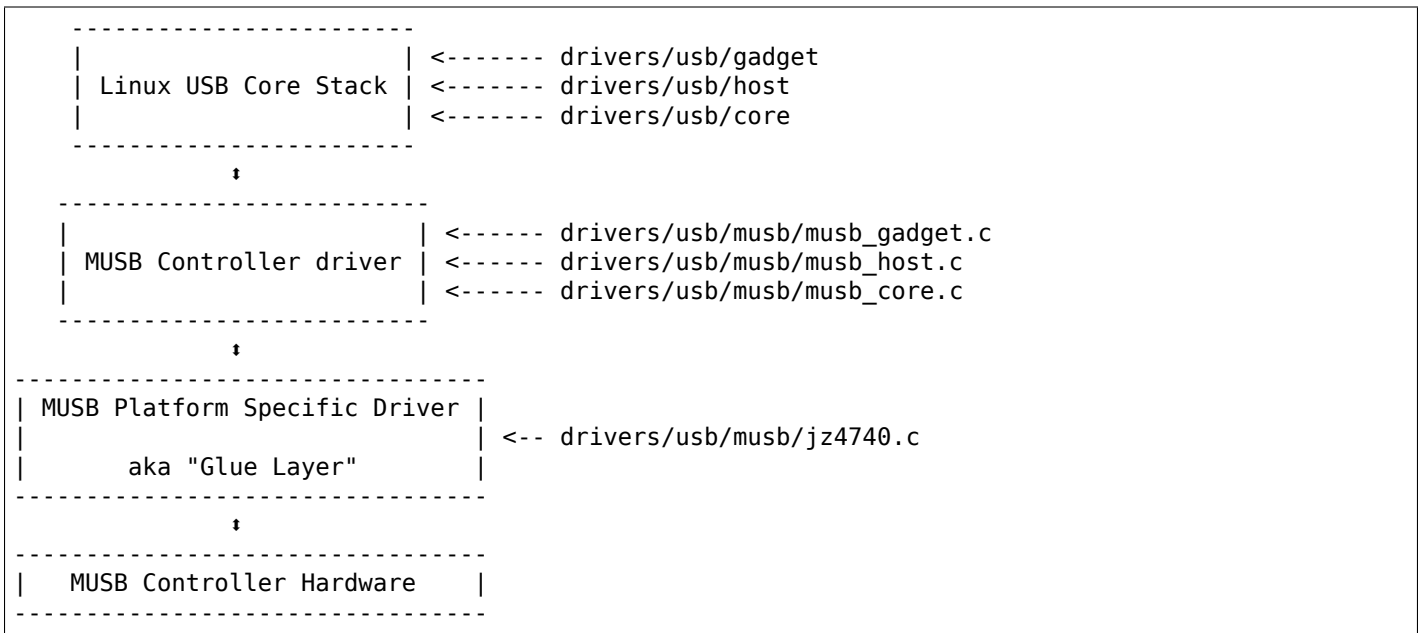 ------------------------
|                      | <------- drivers/usb/gadget
| Linux USB Core Stack | <------- drivers/usb/host
|                      | <------- drivers/usb/core
------------------------
⬍
--------------------------
|                        | <------ drivers/usb/musb/musb_gadget.c
| MUSB Controller driver | <------ drivers/usb/musb/musb_host.c
|                        | <------ drivers/usb/musb/musb_core.c
--------------------------
⬍
---------------------------------
| MUSB Platform Specific Driver |
|                               | <-- drivers/usb/musb/jz4740.c
|       aka "Glue Layer"        |
---------------------------------
⬍
---------------------------------
|   MUSB Controller Hardware    |
---------------------------------